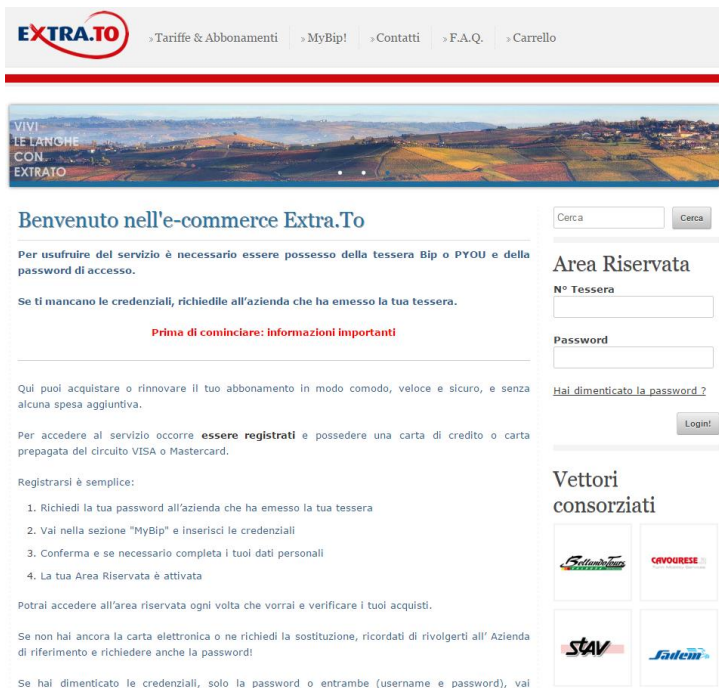 EXTRA.TO
» Tariffe & Abbonamenti » MyBip! » Contatti » F.A.Q. » Carrello
VIVI
LE LANGHE
CON
EXTRATO
Benvenuto nell'e-commerce Extra.To
Per usufruire del servizio è necessario essere possesso della tessera Bip o PYOU e della
password di accesso.
Se ti mancano le credenziali, richiedile all'azienda che ha emesso la tua tessera.
Prima di cominciare: informazioni importanti
Qui puoi acquistare o rinnovare il tuo abbonamento in modo comodo, veloce e sicuro, e senza
alcuna spesa aggiuntiva.
Per accedere al servizio occorre essere registrati e possedere una carta di credito o carta
prepagata del circuito VISA o Mastercard.
Registrarsi è semplice:
1. Richiedi la tua password all'azienda che ha emesso la tua tessera
2. Vai nella sezione "MyBip" e inserisci le credenziali
3. Conferma e se necessario completa i tuoi dati personali
4. La tua Area Riservata è attivata
Potrai accedere all'area riservata ogni volta che vorrai e verificare i tuoi acquisti.
Se non hai ancora la carta elettronica o ne richiedi la sostituzione, ricordati di rivolgerti all' Azienda
di riferimento e richiedere anche la password!
Se hai dimenticato le credenziali, solo la password o entrambe (username e password), vai
Cerca Cerca
Area Riservata
N° Tessera
Password
Hai dimenticato la password ?
Login!
Vettori
consorziati
BellandoTours
CAVOURESE
STAV
Sadem